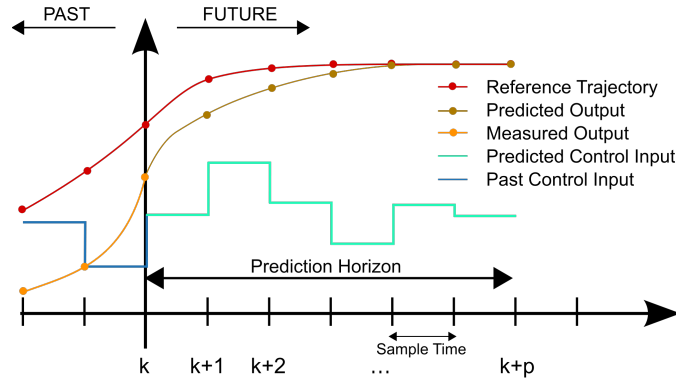 PAST
FUTURE
Reference Trajectory
Predicted Output
Measured Output
Predicted Control Input
Past Control Input
Prediction Horizon
Sample Time
k
k+1
k+2
...
k+p